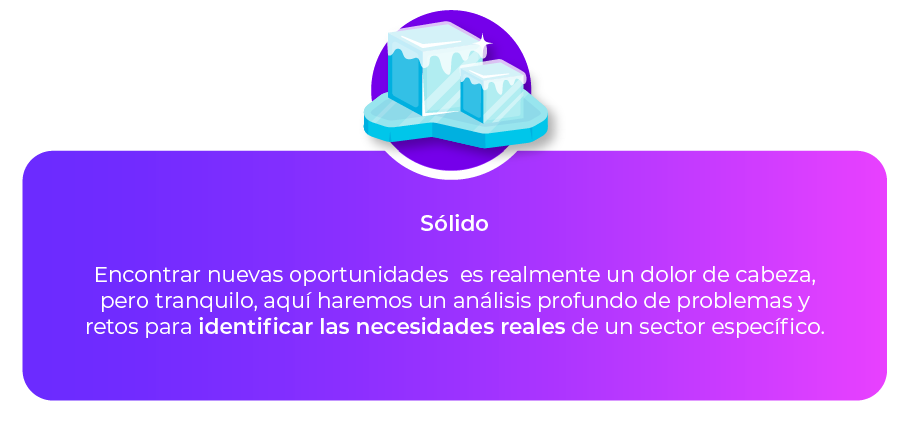 Sólido
Encontrar nuevas oportunidades  es realmente un dolor de cabeza,
pero tranquilo, aquí haremos un análisis profundo de problemas y
retos para identificar las necesidades reales de un sector específico.